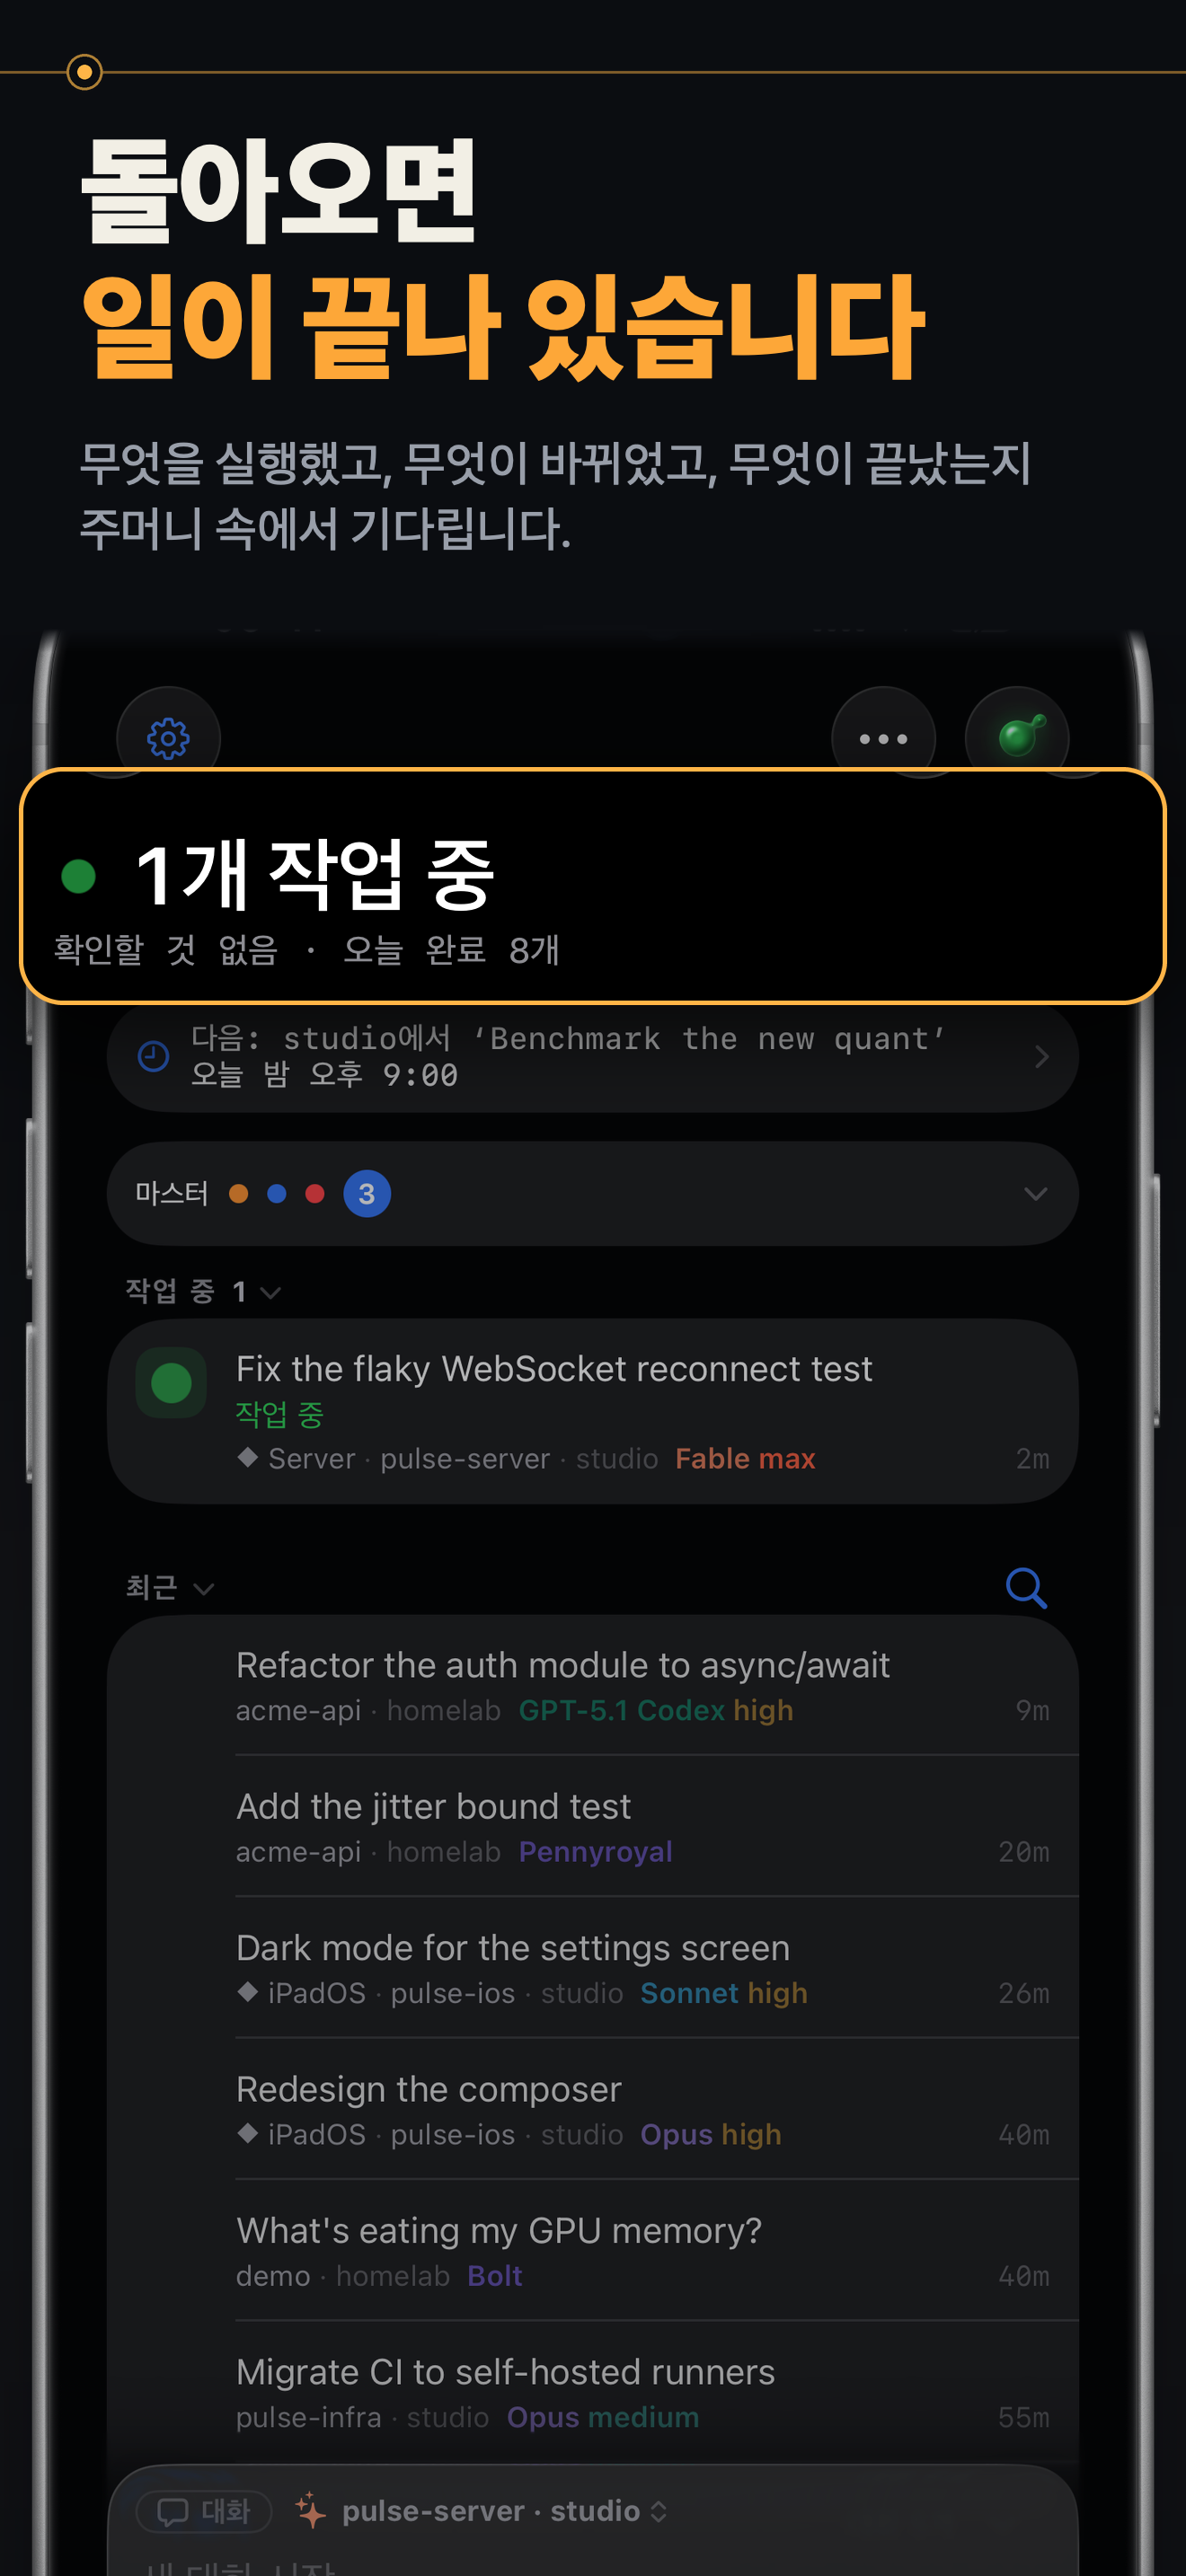 돌아오면
일이 끝나 있습니다
무엇을 실행했고, 무엇이 바뀌었고, 무엇이 끝났는지
주머니 속에서 기다립니다.
1개 작업 중
확인할 것 없음 · 오늘 완료 8개
다음: studio에서 ‘Benchmark the new quant’
오늘 밤 오후 9:00
마스터 3
작업 중 1
Fix the flaky WebSocket reconnect test
작업 중
Server · pulse-server · studio Fable max 2m
최근
Refactor the auth module to async/await
acme-api · homelab GPT-5.1 Codex high 9m
Add the jitter bound test
acme-api · homelab Pennyroyal 20m
Dark mode for the settings screen
iPadOS · pulse-ios · studio Sonnet high 26m
Redesign the composer
iPadOS · pulse-ios · studio Opus high 40m
What's eating my GPU memory?
demo · homelab Bolt 40m
Migrate CI to self-hosted runners
pulse-infra · studio Opus medium 55m
대화 pulse-server · studio